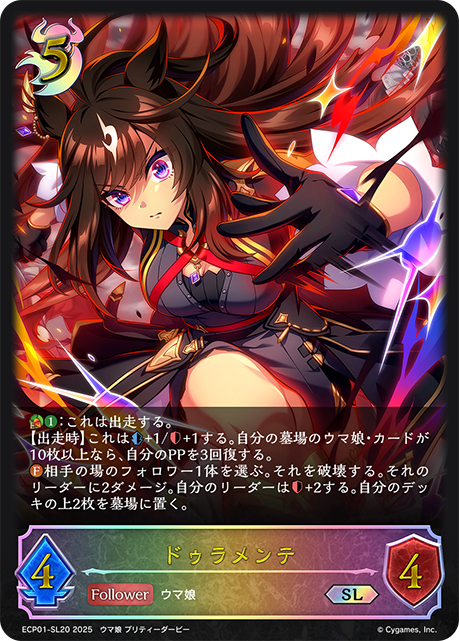 5
1：これは出走する。
【出走時】これは+1/+1する。自分の墓場のウマ娘・カードが
10枚以上なら、自分のPPを3回復する。
F相手の場のフォロワー1体を選ぶ。それを破壊する。それの
リーダーに2ダメージ。自分のリーダーは+2する。自分のデッ
キの上2枚を墓場に置く。
ドゥラメンテ
4
Follower ウマ娘
SL
4
ECP01-SL20 2025 ウマ娘 プリティーダービー
© Cygames, Inc.